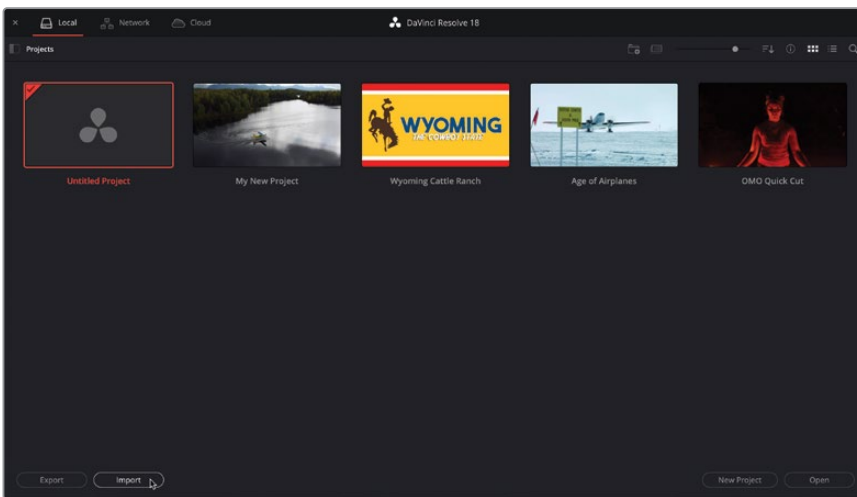 Local Network Cloud DaVinci Resolve 18
Projects
WYOMING
THE COWBOY STATE
Untitled Project My New Project Wyoming Cattle Ranch Age of Airplanes OMO Quick Cut
Export Import New Project Open